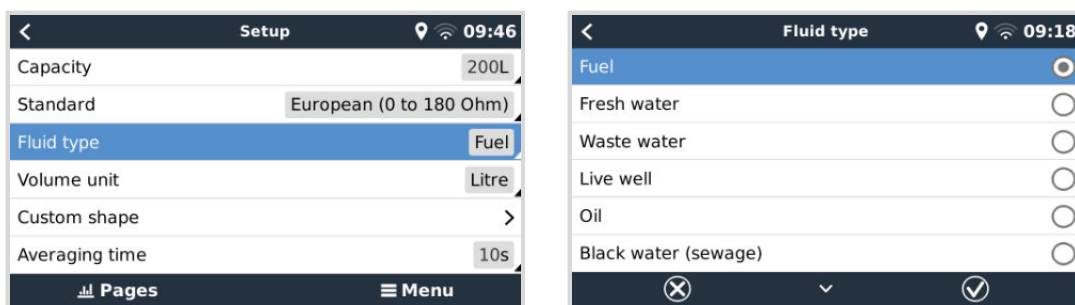 Setup 09:46
Capacity 200L
Standard European (0 to 180 Ohm)
Fluid type Fuel
Volume unit Litre
Custom shape
Averaging time 10s
Pages Menu
Fluid type 09:18
Fuel
Fresh water
Waste water
Live well
Oil
Black water (sewage)